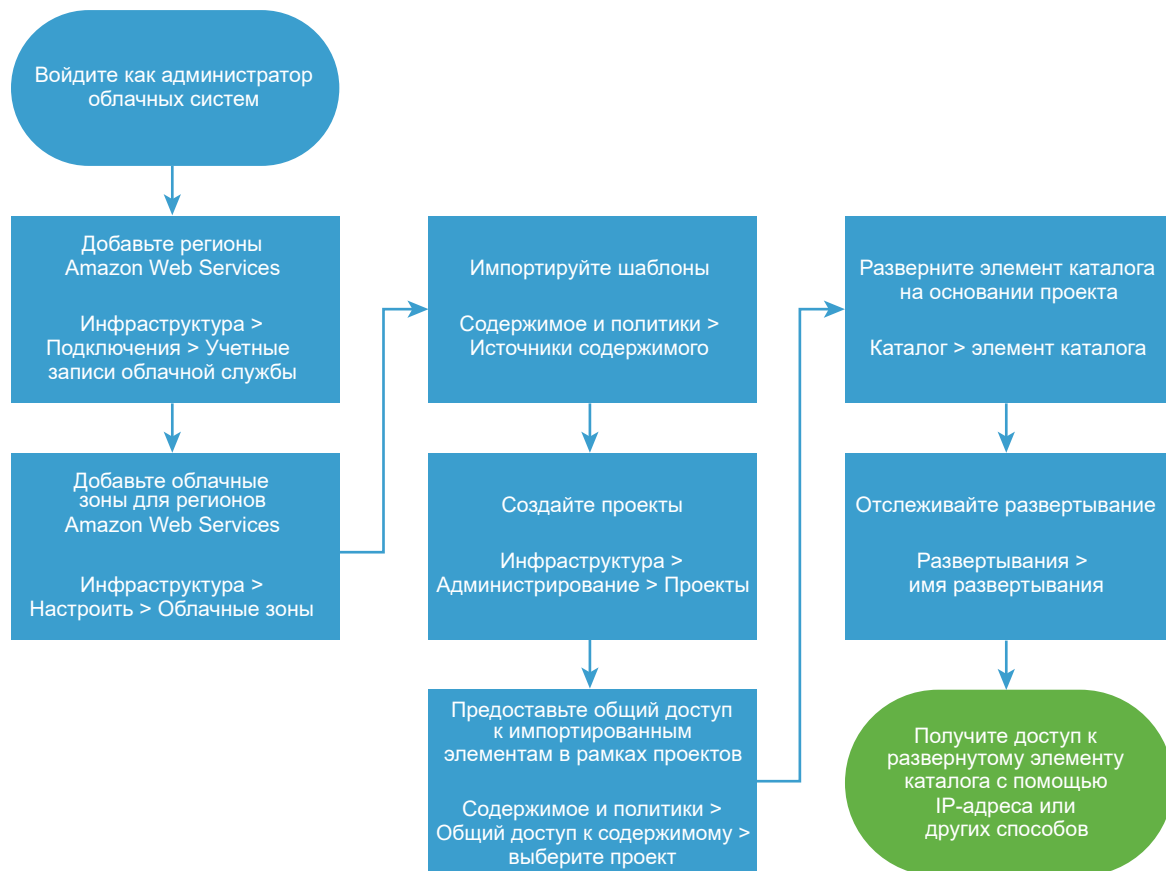 Войдите как администратор
облачных систем
Добавьте регионы
Amazon Web Services
Инфраструктура >
Подключения > Учетные
записи облачной службы
Добавьте облачные
зоны для регионов
Amazon Web Services
Инфраструктура >
Настроить > Облачные зоны
Импортируйте шаблоны
Содержимое и политики >
Источники содержимого
Создайте проекты
Инфраструктура >
Администрирование > Проекты
Предоставьте общий доступ
к импортированным
элементам в рамках проектов
Содержимое и политики >
Общий доступ к содержимому >
выберите проект
Разверните элемент каталога
на основании проекта
Каталог > элемент каталога
Отслеживайте развертывание
Развертывания >
имя развертывания
Получите доступ к
развернутому элементу
каталога с помощью
IP-адреса или
других способов